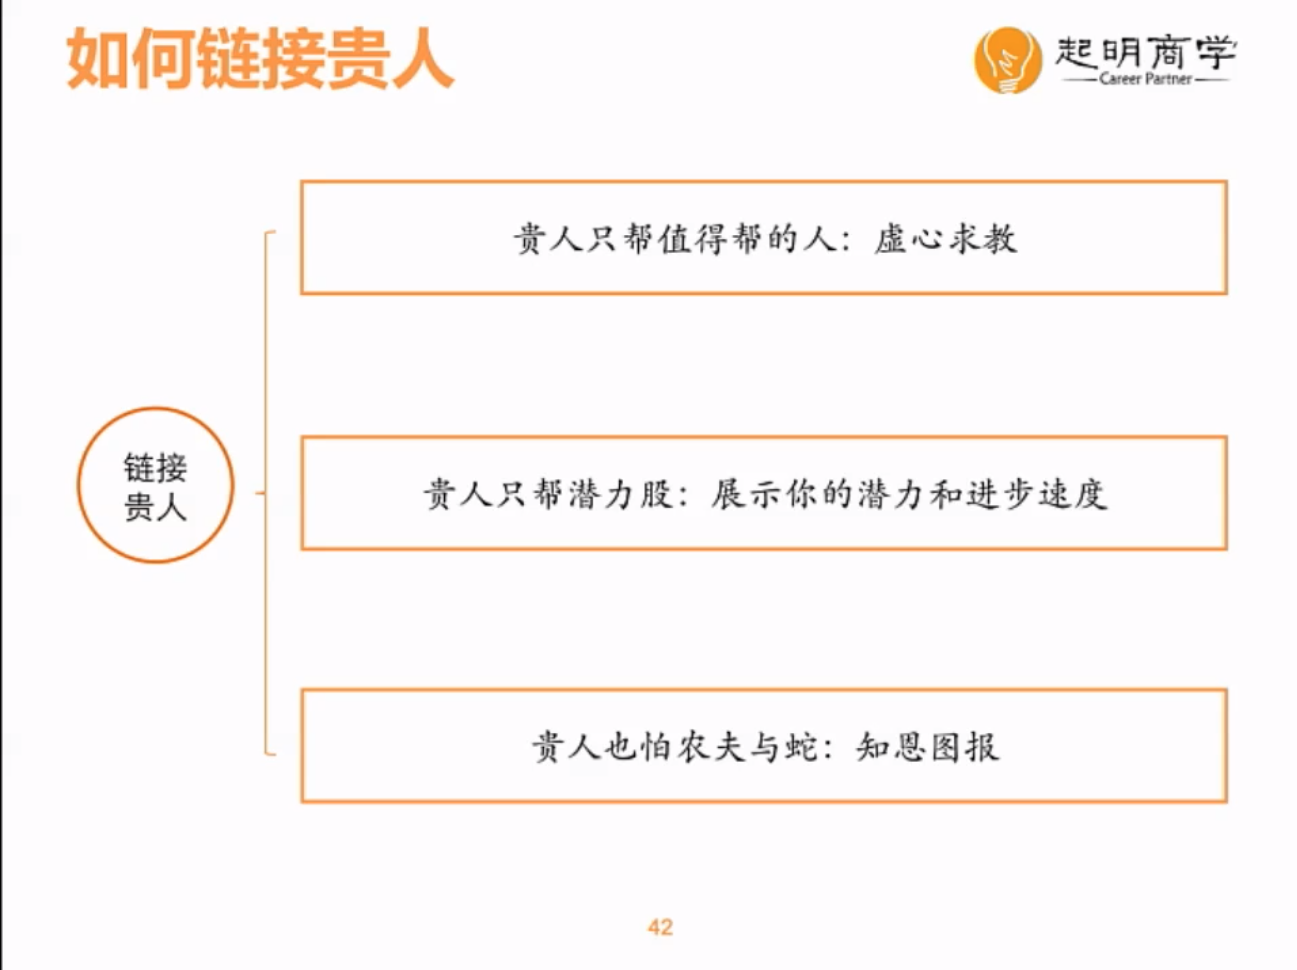 如何链接贵人
起明商学
Career Partner
贵人只帮值得帮的人：虚心求教
链接
贵人
贵人只帮潜力股：展示你的潜力和进步速度
贵人也怕农夫与蛇：知恩图报
42